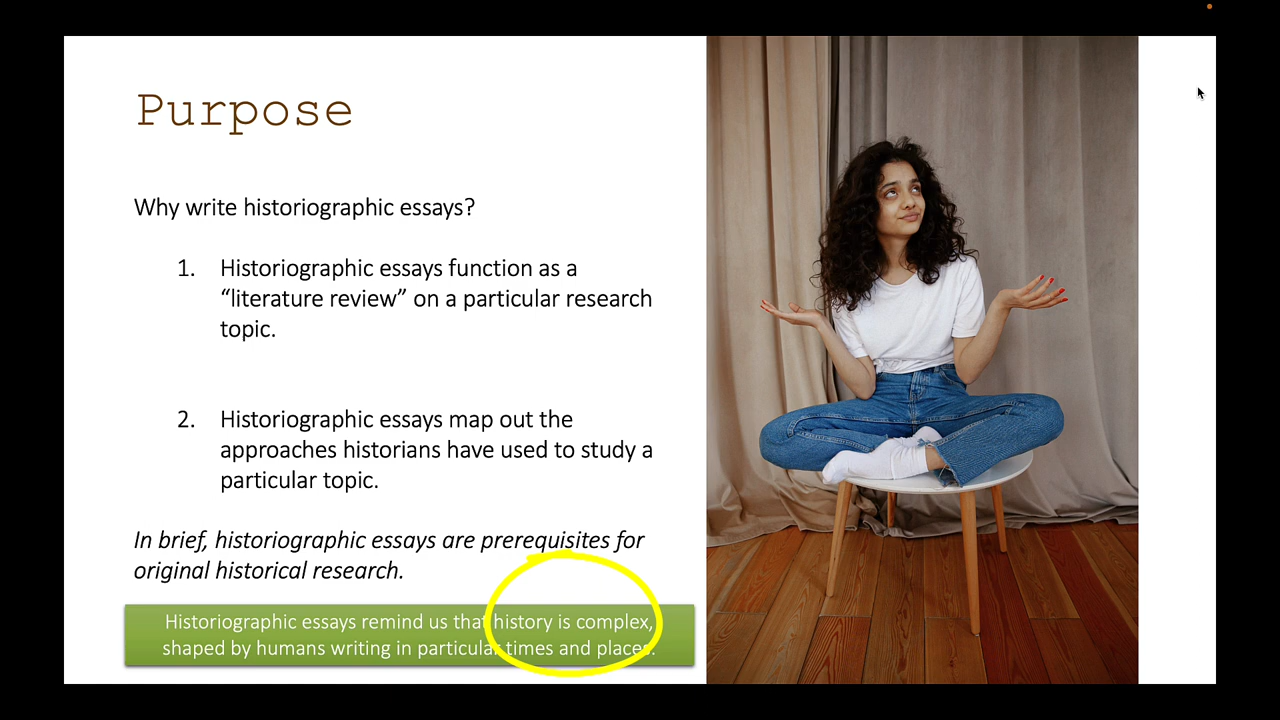 Purpose
Why write historiographic essays?
1. Historiographic essays function as a
“literature review” on a particular research
topic.
2. Historiographic essays map out the
approaches historians have used to study a
particular topic.
In brief, historiographic essays are prerequisites for
original historical research.
Historiographic essays remind us that history is complex,
shaped by humans writing in particular times and places.